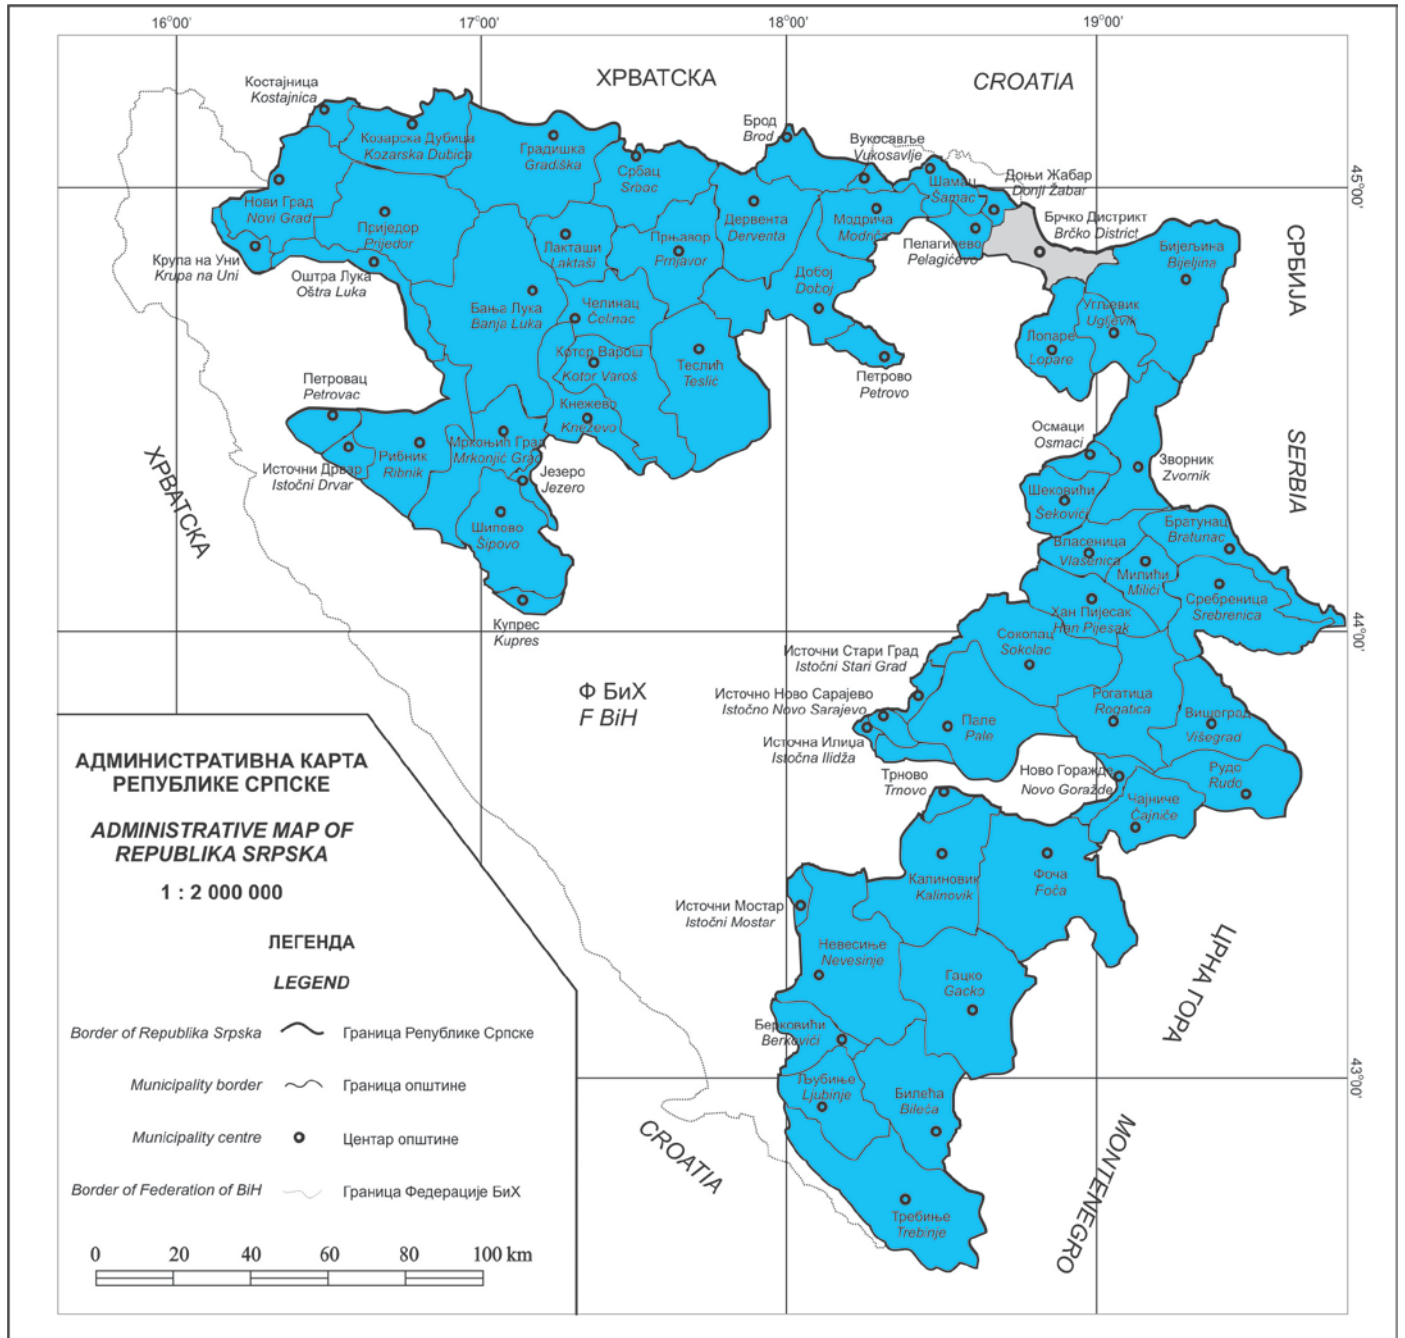 16°00'
17°00'
18°00'
19°00'
ХРВАТСКА
CROATIA
Костајница
Kostajnica
Козарска Дубица
Kozarska Dubica
Градишка
Gradiška
Србац
Srbac
Брод
Brod
Вукосавље
Vukosavlje
Шамац
Šamac
Доњи Жабар
Donji Žabar
45°00'
Нови Град
Novi Grad
Приједор
Prijedor
Лакташи
Laktaši
Прњавор
Prnjavor
Дервента
Derventa
Модрича
Modriča
Пелагићево
Pelagićevo
Брчко Дистрикт
Brčko District
Бијељина
Bijeljina
СРБИЈА
Крупа на Уни
Krupa na Uni
Оштра Лука
Oštra Luka
Бања Лука
Banja Luka
Челинац
Čelinac
Добој
Doboj
Угљевик
Ugljevik
Лопаре
Lopare
Котор Варош
Kotor Varoš
Теслић
Teslić
Петрово
Petrovo
Петровац
Petrovac
Кнежево
Kneževo
Мркоњић Град
Mrkonjić Grad
Рибник
Ribnik
Источни Дрвар
Istočni Drvar
Језеро
Jezero
Осмаци
Osmaci
Зворник
Zvornik
SERBIA
ХРВАТСКА
Шипово
Šipovo
Шековићи
Šekovići
Братунац
Bratunac
Власеница
Vlasenica
Милићи
Milići
Сребреница
Srebrenica
Хан Пијесак
Han Pijesak
Купрес
Kupres
44°00'
Соколац
Sokolac
Источни Стари Град
Istočni Stari Grad
Источно Ново Сарајево
Istočno Novo Sarajevo
Ф БиХ
F BiH
Рогатица
Rogatica
Вишеград
Višegrad
Пале
Pale
Источна Илиџа
Istočna Ilidža
Трново
Trnovo
Ново Горажде
Novo Goražde
Рудо
Rudo
Чајниче
Čajniče
Калиновик
Kalinovik
Фоча
Foča
Источни Мостар
Istočni Mostar
Невесиње
Nevesinje
Гацко
Gacko
ЦРНА ГОРА
Берковићи
Berkovići
43°00'
Љубиње
Ljubinje
Билећа
Bileća
CROATIA
MONTENEGRO
Требиње
Trebinje
АДМИНИСТРАТИВНА КАРТА
РЕПУБЛИКЕ СРПСКЕ
ADMINISTRATIVE MAP OF
REPUBLIKA SRPSKA
1 : 2 000 000
ЛЕГЕНДА
LEGEND
Border of Republika Srpska Граница Републике Српске
Municipality border Граница општине
Municipality centre Центар општине
Border of Federation of BiH Граница Федерације БиХ
0 20 40 60 80 100 km